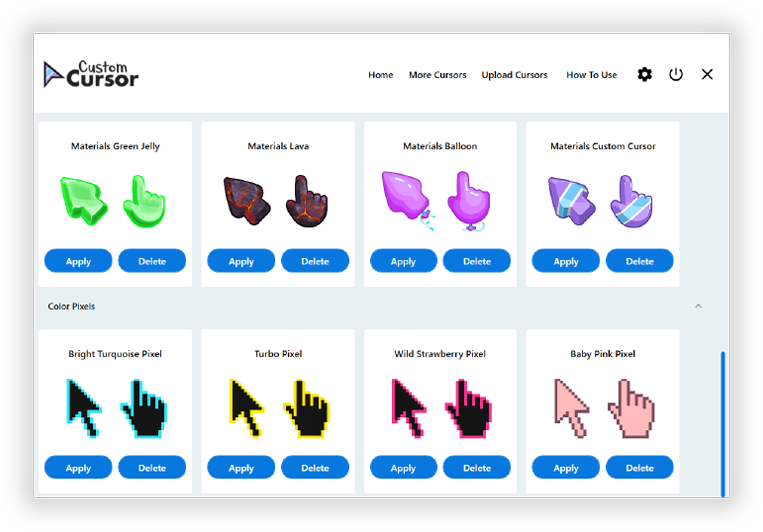 Custom
Cursor
Home More Cursors Upload Cursors How To Use
Materials Green Jelly Materials Lava Materials Balloon Materials Custom Cursor
Apply Delete Apply Delete Apply Delete Apply Delete
Color Pixels
Bright Turquoise Pixel Turbo Pixel Wild Strawberry Pixel Baby Pink Pixel
Apply Delete Apply Delete Apply Delete Apply Delete